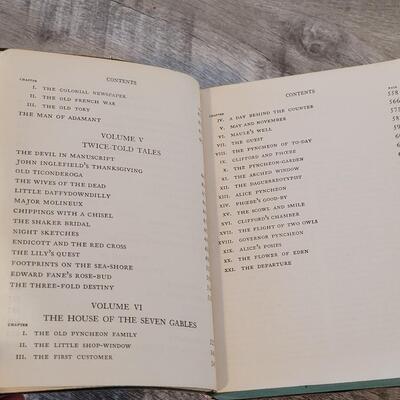 CONTENTS
CHAPTER
I. THE COLONIAL NEWSPAPER
II. THE OLD FRENCH WAR
III. THE OLD TORY
THE MAN OF ADAMANT
VOLUME V
TWICE-TOLD TALES
THE DEVIL IN MANUSCRIPT
JOHN INGLEFIELD'S THANKSGIVING
OLD TICONDEROGA
THE WIVES OF THE DEAD
LITTLE DAFFYDOWNDILLY
MAJOR MOLINEUX
CHIPPINGS WITH A CHISEL
THE SHAKER BRIDAL
NIGHT SKETCHES
ENDICOTT AND THE RED CROSS
THE LILY'S QUEST
FOOTPRINTS ON THE SEA-SHORE
EDWARD FANE'S ROSE-BUD
THE THREE-FOLD DESTINY
VOLUME VI
THE HOUSE OF THE SEVEN GABLES
CHAPTER
I. THE OLD PYNCHEON FAMILY
II. THE LITTLE SHOP-WINDOW
III. THE FIRST CUSTOMER
CONTENTS
CHAPTER PAGE
IV. A DAY BEHIND THE COUNTER 558
V. MAY AND NOVEMBER 566
VI. MAULE'S WELL
VII. THE GUEST
VIII. THE PYNCHEON OF TO-DAY
IX. CLIFFORD AND PHŒBE
X. THE PYNCHEON-GARDEN
XI. THE ARCHED WINDOW
XII. THE DAGUERREOTYPIST
XIII. ALICE PYNCHEON
XIV. PHŒBE'S GOOD-BY
XV. THE SCOWL AND SMILE
XVI. CLIFFORD'S CHAMBER
XVII. THE FLIGHT OF TWO OWLS
XVIII. GOVERNOR PYNCHEON
XIX. ALICE'S POSIES
XX. THE FLOWER OF EDEN
XXI. THE DEPARTURE